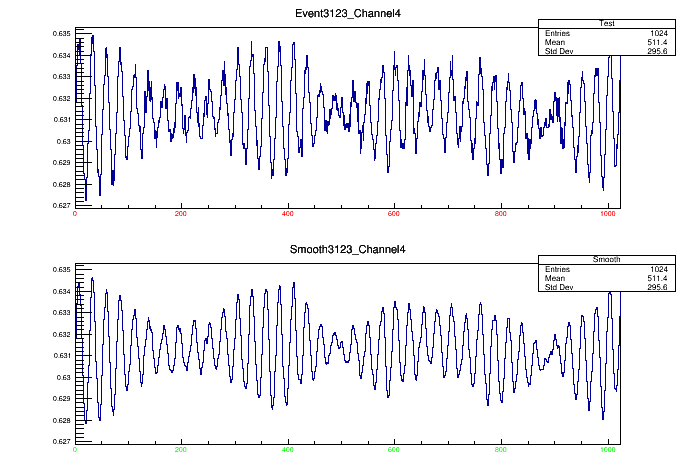 Event3123_Channel4
Test
Entries 1024
Mean 511.4
Std Dev 295.6
0.635
0.634
0.633
0.632
0.631
0.63
0.629
0.628
0.627
0 200 400 600 800 1000
Smooth3123_Channel4
Smooth
Entries 1024
Mean 511.4
Std Dev 295.6
0.635
0.634
0.633
0.632
0.631
0.63
0.629
0.628
0.627
0 200 400 600 800 1000